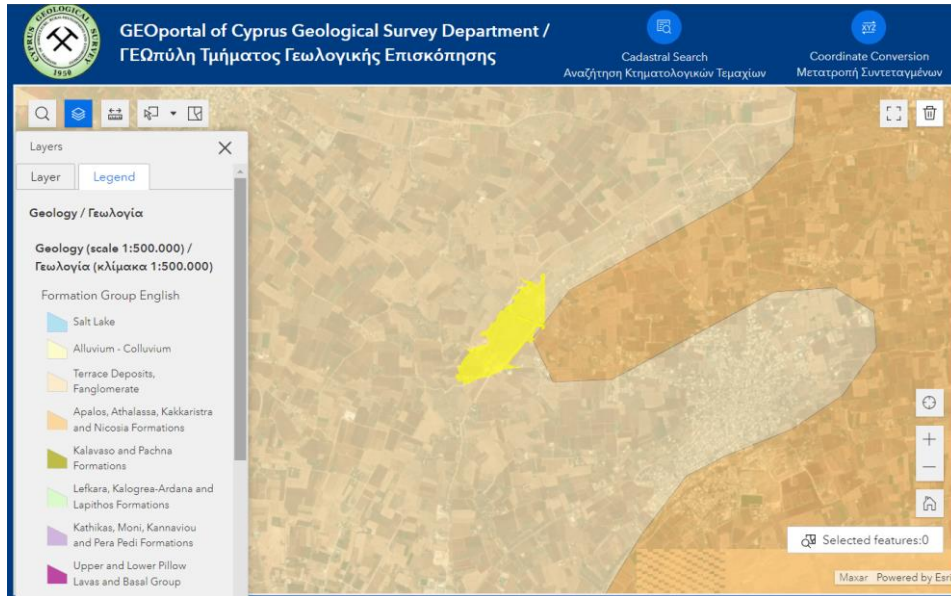 GEOportal of Cyprus Geological Survey Department /
ΓΕΩπύλη Τμήματος Γεωλογικής Επισκόπησης
CYPRUS GEOLOGICAL SURVEY
1950
Cadastral Search
Αναζήτηση Κτηματολογικών Τεμαχίων
Coordinate Conversion
Μετατροπή Συντεταγμένων
Layers
Layer
Legend
Geology / Γεωλογία
Geology (scale 1:500.000) /
Γεωλογία (κλίμακα 1:500.000)
Formation Group English
Salt Lake
Alluvium - Colluvium
Terrace Deposits,
Fanglomerate
Apalos, Athalassa, Kakkaristra
and Nicosia Formations
Kalavaso and Pachna
Formations
Lefkara, Kalogrea-Ardana and
Lapithos Formations
Kathikas, Moni, Kannaviou
and Pera Pedi Formations
Upper and Lower Pillow
Lavas and Basal Group
Selected features:0
Maxar Powered by Esri